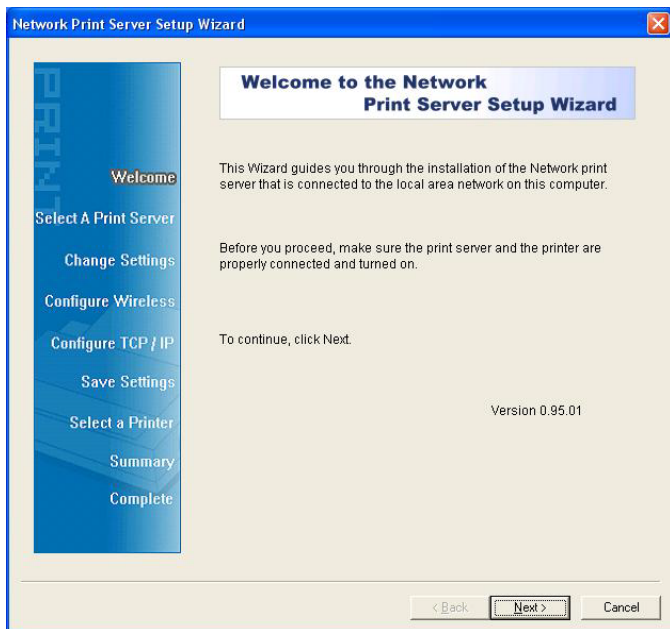 Network Print Server Setup Wizard
PRINT
Welcome
Select A Print Server
Change Settings
Configure Wireless
Configure TCP / IP
Save Settings
Select a Printer
Summary
Complete
Welcome to the Network
Print Server Setup Wizard
This Wizard guides you through the installation of the Network print
server that is connected to the local area network on this computer.
Before you proceed, make sure the print server and the printer are
properly connected and turned on.
To continue, click Next.
Version 0.95.01
< Back
Next >
Cancel